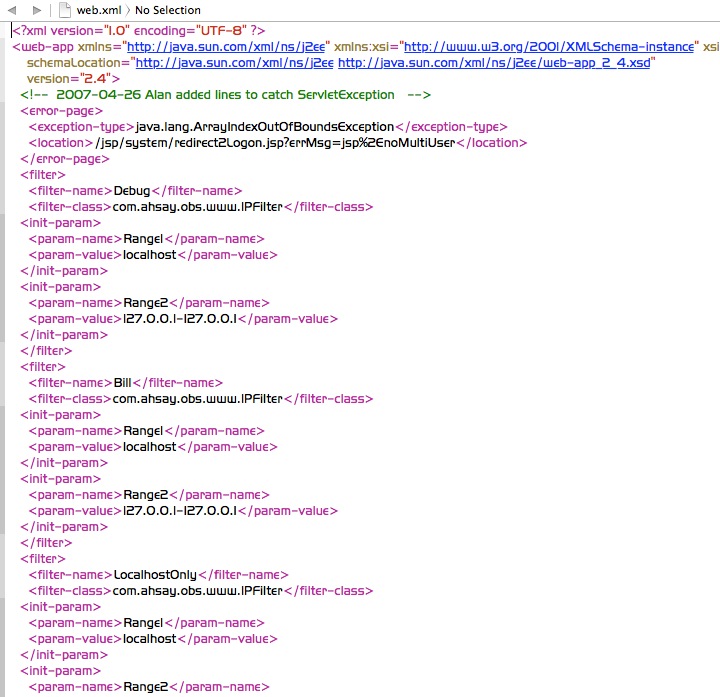 web.xml › No Selection
<?xml version="1.0" encoding="UTF-8" ?>
<web-app xmlns="http://java.sun.com/xml/ns/j2ee" xmlns:xsi="http://www.w3.org/2001/XMLSchema-instance" xsi
schemaLocation="http://java.sun.com/xml/ns/j2ee http://java.sun.com/xml/ns/j2ee/web-app_2_4.xsd"
version="2.4">
<!-- 2007-04-26 Alan added lines to catch ServletException -->
<error-page>
<exception-type>java.lang.ArrayIndexOutOfBoundsException</exception-type>
<location>/jsp/system/redirect2Logon.jsp?errMsg=jsp%2EnoMultiUser</location>
</error-page>
<filter>
<filter-name>Debug</filter-name>
<filter-class>com.ahsay.obs.www.IPFilter</filter-class>
<init-param>
<param-name>Range1</param-name>
<param-value>localhost</param-value>
</init-param>
<init-param>
<param-name>Range2</param-name>
<param-value>127.0.0.1-127.0.0.1</param-value>
</init-param>
</filter>
<filter>
<filter-name>Bill</filter-name>
<filter-class>com.ahsay.obs.www.IPFilter</filter-class>
<init-param>
<param-name>Range1</param-name>
<param-value>localhost</param-value>
</init-param>
<init-param>
<param-name>Range2</param-name>
<param-value>127.0.0.1-127.0.0.1</param-value>
</init-param>
</filter>
<filter>
<filter-name>LocalhostOnly</filter-name>
<filter-class>com.ahsay.obs.www.IPFilter</filter-class>
<init-param>
<param-name>Range1</param-name>
<param-value>localhost</param-value>
</init-param>
<init-param>
<param-name>Range2</param-name>